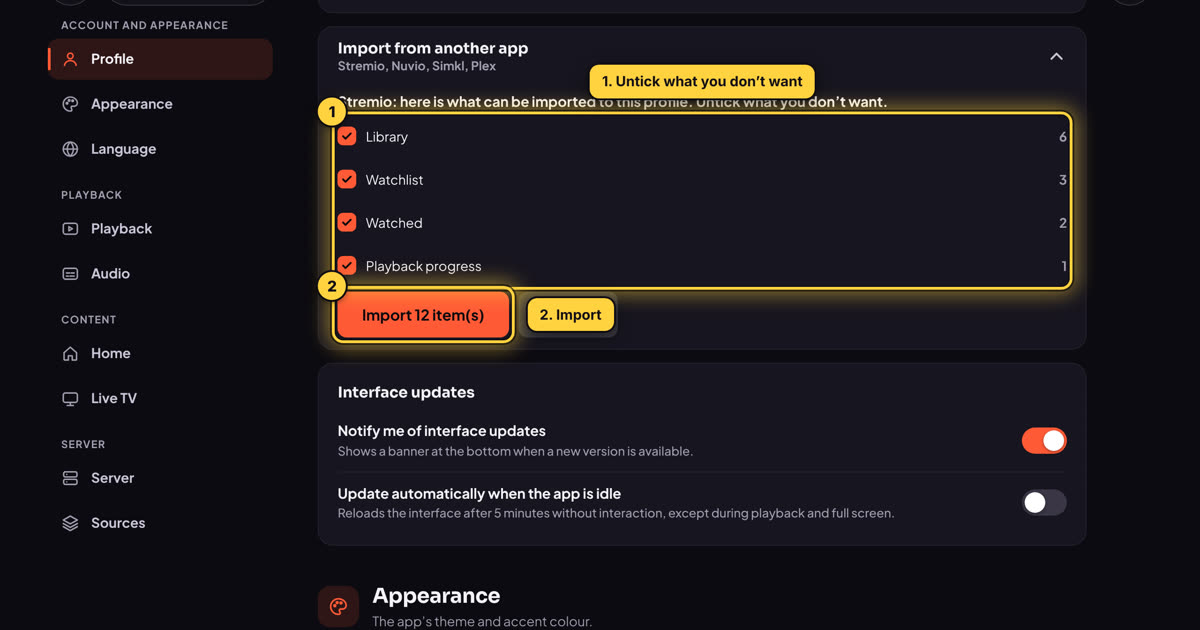 ACCOUNT AND APPEARANCE
Profile
Appearance
Language
PLAYBACK
Playback
Audio
CONTENT
Home
Live TV
SERVER
Server
Sources
Import from another app
Stremio, Nuvio, Simkl, Plex
1. Untick what you don’t want
Stremio: here is what can be imported to this profile. Untick what you don’t want.
1
Library 6
Watchlist 3
Watched 2
Playback progress 1
2
Import 12 item(s)
2. Import
Interface updates
Notify me of interface updates
Shows a banner at the bottom when a new version is available.
Update automatically when the app is idle
Reloads the interface after 5 minutes without interaction, except during playback and full screen.
Appearance
The app’s theme and accent colour.